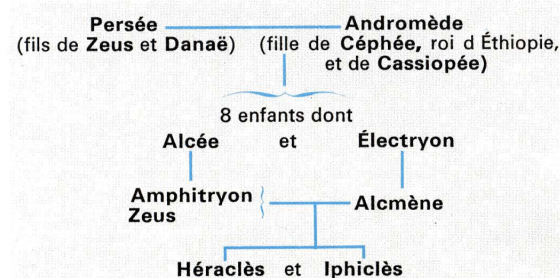 Persée Andromède
(fils de Zeus et Danaë) (fille de Céphée, roi d Éthiopie,
et de Cassiopée)
8 enfants dont
Alcée et Électryon
Amphitryon
Zeus Alcmène
Héraclès et Iphiclès